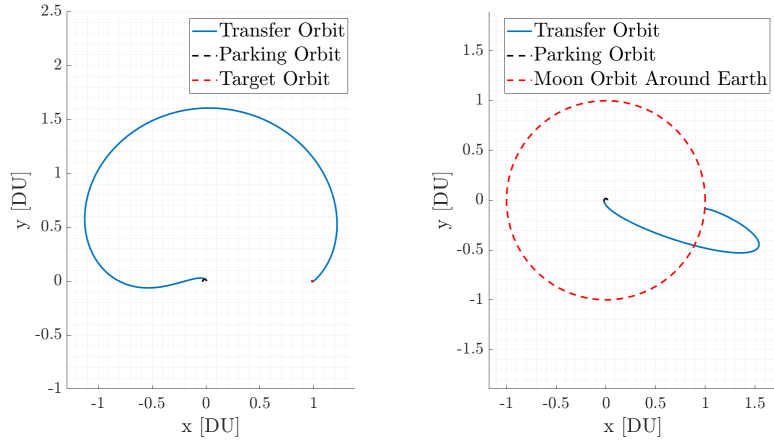 2.5
2
1.5
1
0.5
0
-0.5
-1
y [DU]
-1
-0.5
0
0.5
1
x [DU]
Transfer Orbit
Parking Orbit
Target Orbit
1.5
1
0.5
0
-0.5
-1
-1.5
y [DU]
-1
-0.5
0
0.5
1
1.5
x [DU]
Transfer Orbit
Parking Orbit
Moon Orbit Around Earth